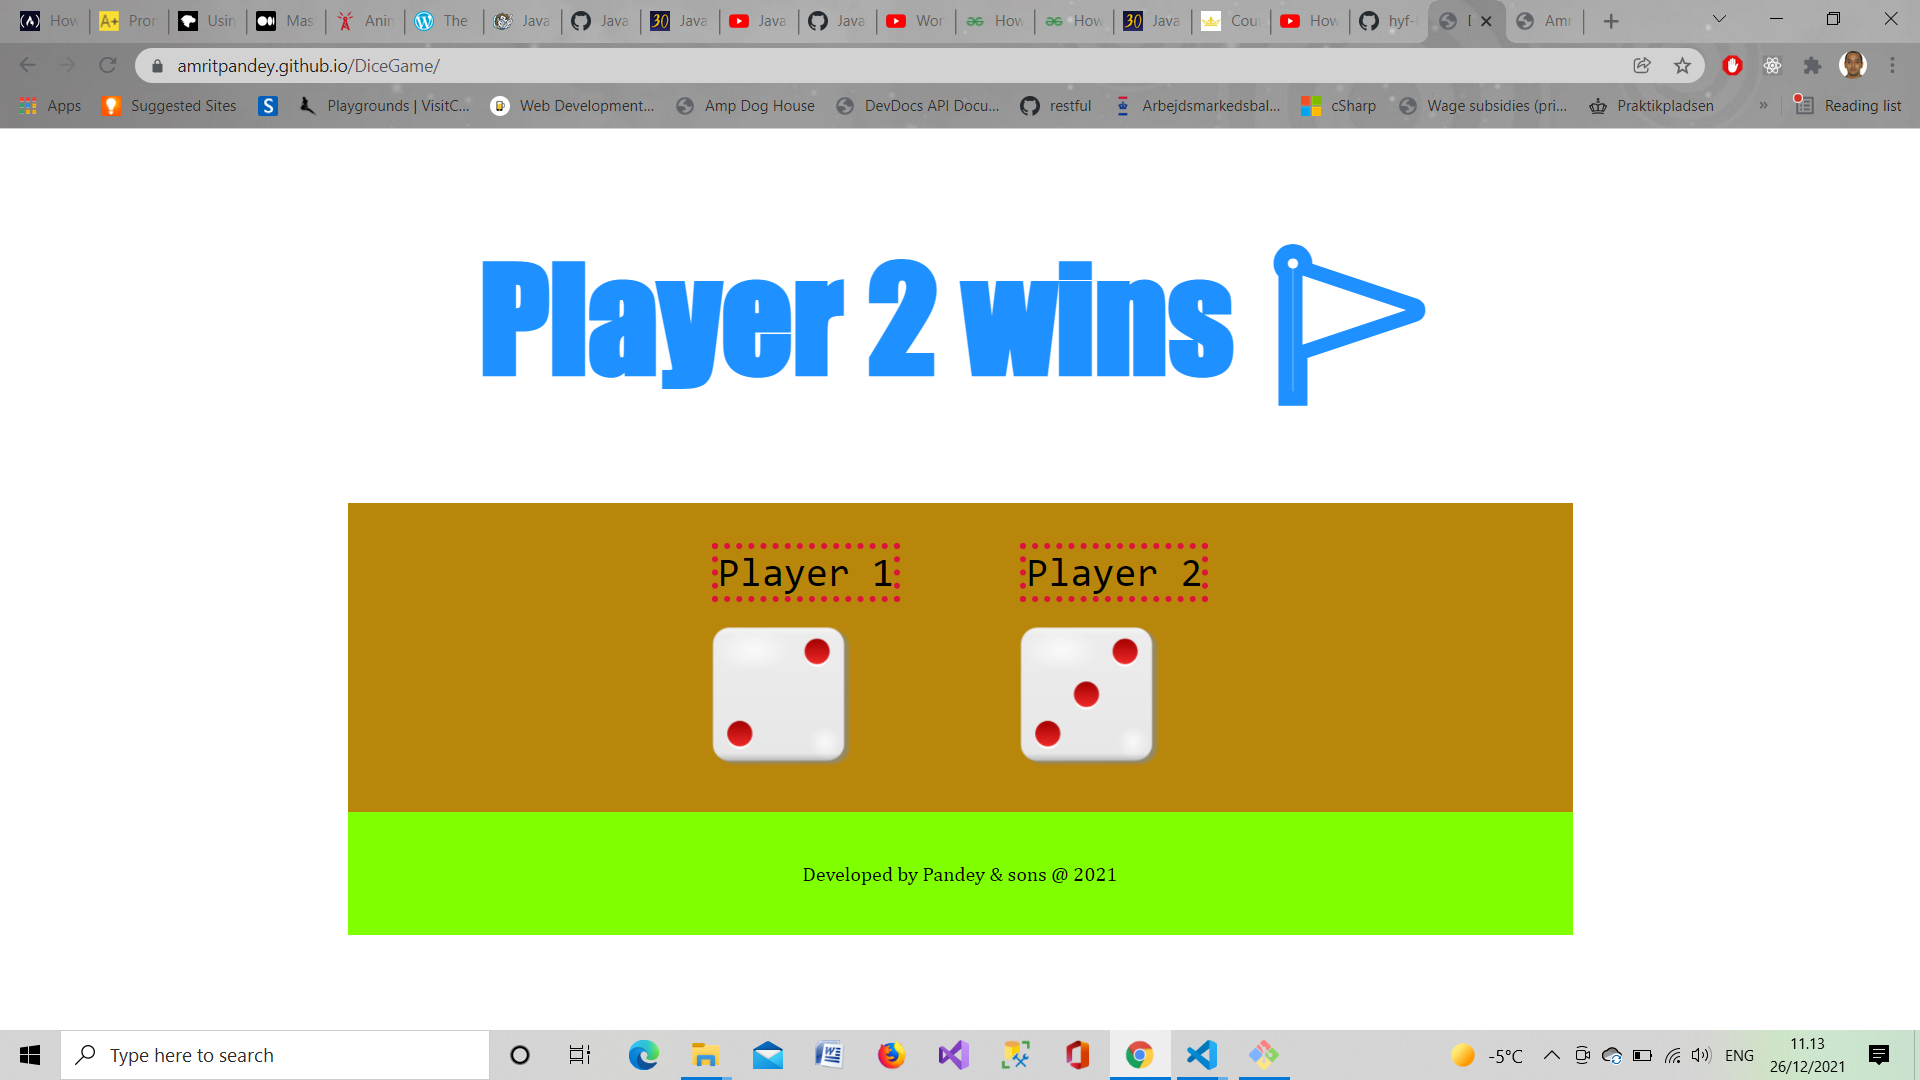 How
Pron
Usin
Mas
Anin
The
Java
Java
Java
Java
Java
Wor
How
How
Java
Cou
How
hyf-
Amr
amritpandey.github.io/DiceGame/
Apps
Suggested Sites
S
Playgrounds | VisitC...
Web Development...
Amp Dog House
DevDocs API Docu...
restful
Arbejdsmarkedsbal...
cSharp
Wage subsidies (pri...
Praktikpladsen
»
Reading list
Player 2 wins
Player 1
Player 2
Developed by Pandey & sons @ 2021
Type here to search
-5°C
ENG
11.13
26/12/2021